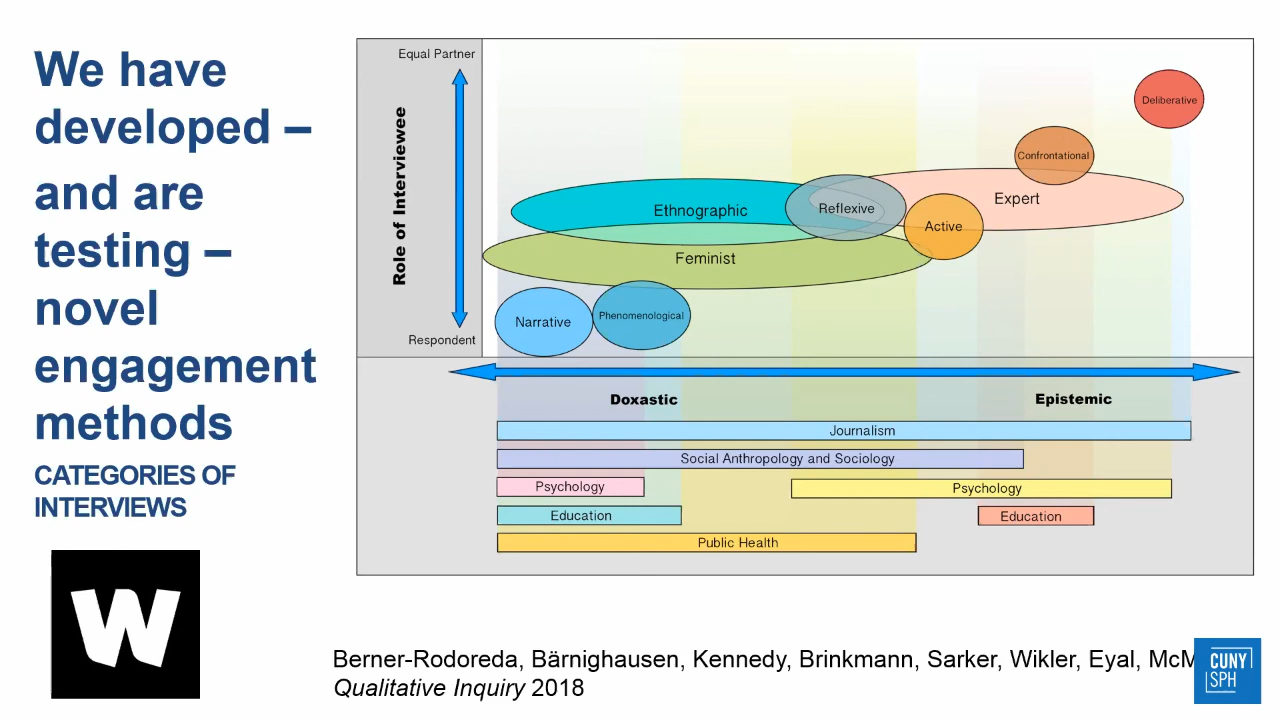 We have
developed –
and are
testing –
novel
engagement
methods
CATEGORIES OF
INTERVIEWS
W
Equal Partner
Role of Interviewee
Respondent
Deliberative
Confrontational
Expert
Ethnographic
Reflexive
Active
Feminist
Narrative
Phenomenological
Doxastic
Epistemic
Journalism
Social Anthropology and Sociology
Psychology
Psychology
Education
Education
Public Health
Berner-Rodoreda, Bärnighausen, Kennedy, Brinkmann, Sarker, Wikler, Eyal,
Qualitative Inquiry 2018
CUNY
SPH